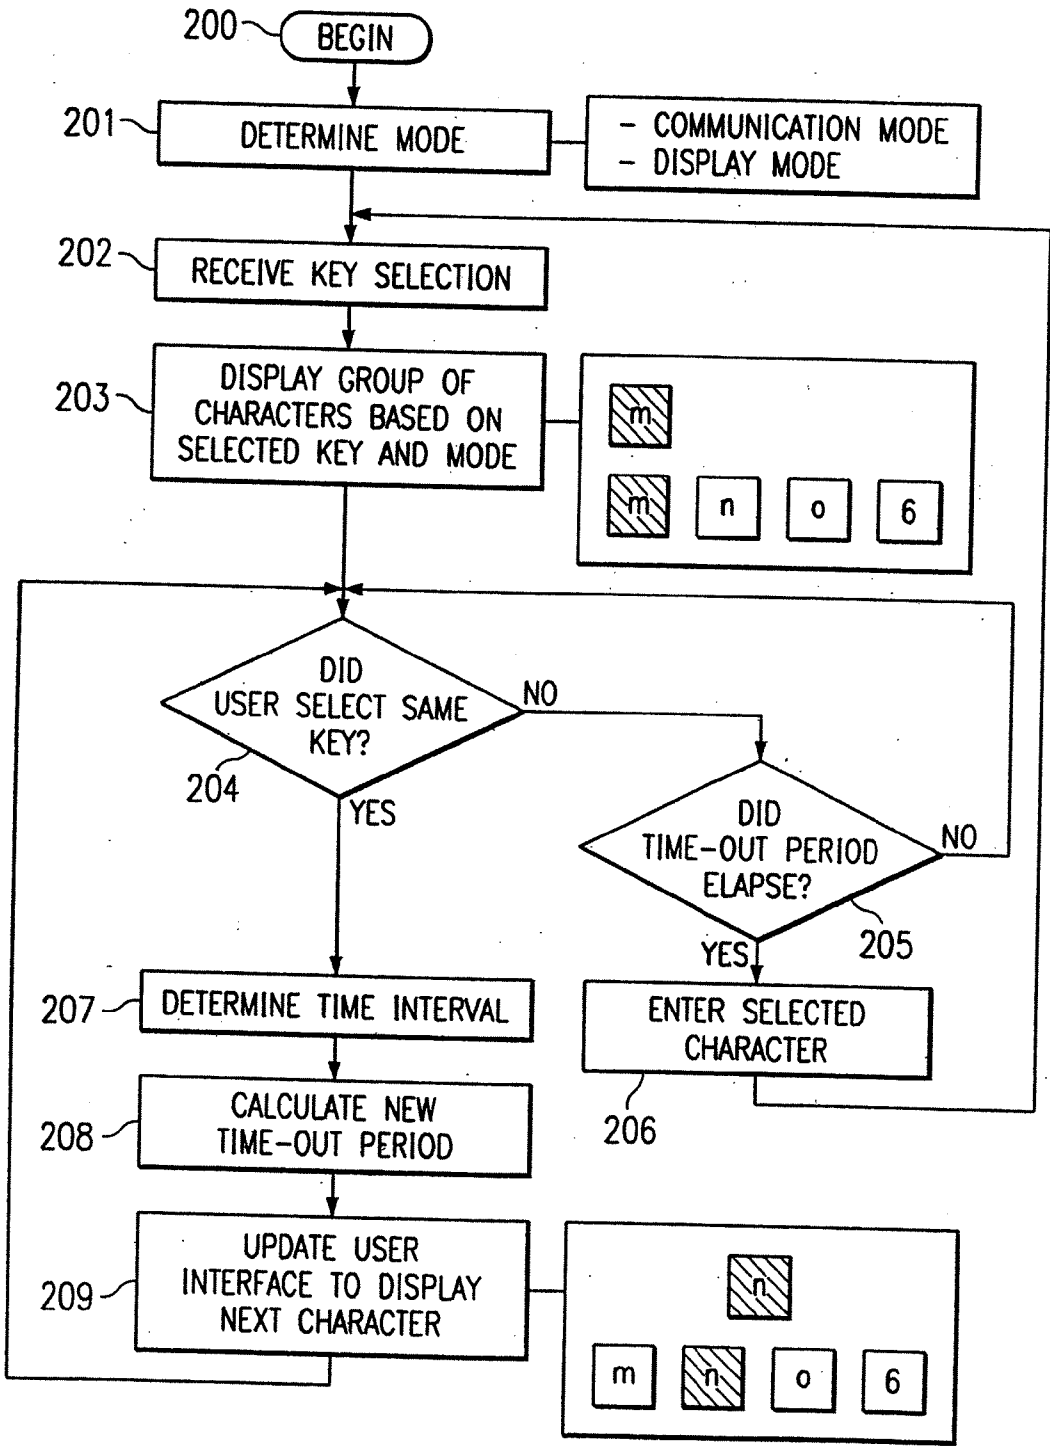 200
BEGIN
201
DETERMINE MODE
- COMMUNICATION MODE
- DISPLAY MODE
202
RECEIVE KEY SELECTION
203
DISPLAY GROUP OF
CHARACTERS BASED ON
SELECTED KEY AND MODE
m
m n o 6
DID
USER SELECT SAME
KEY?
NO
204
YES
DID
TIME-OUT PERIOD
ELAPSE?
NO
205
YES
ENTER SELECTED
CHARACTER
206
207
DETERMINE TIME INTERVAL
208
CALCULATE NEW
TIME-OUT PERIOD
209
UPDATE USER
INTERFACE TO DISPLAY
NEXT CHARACTER
n
m n o 6